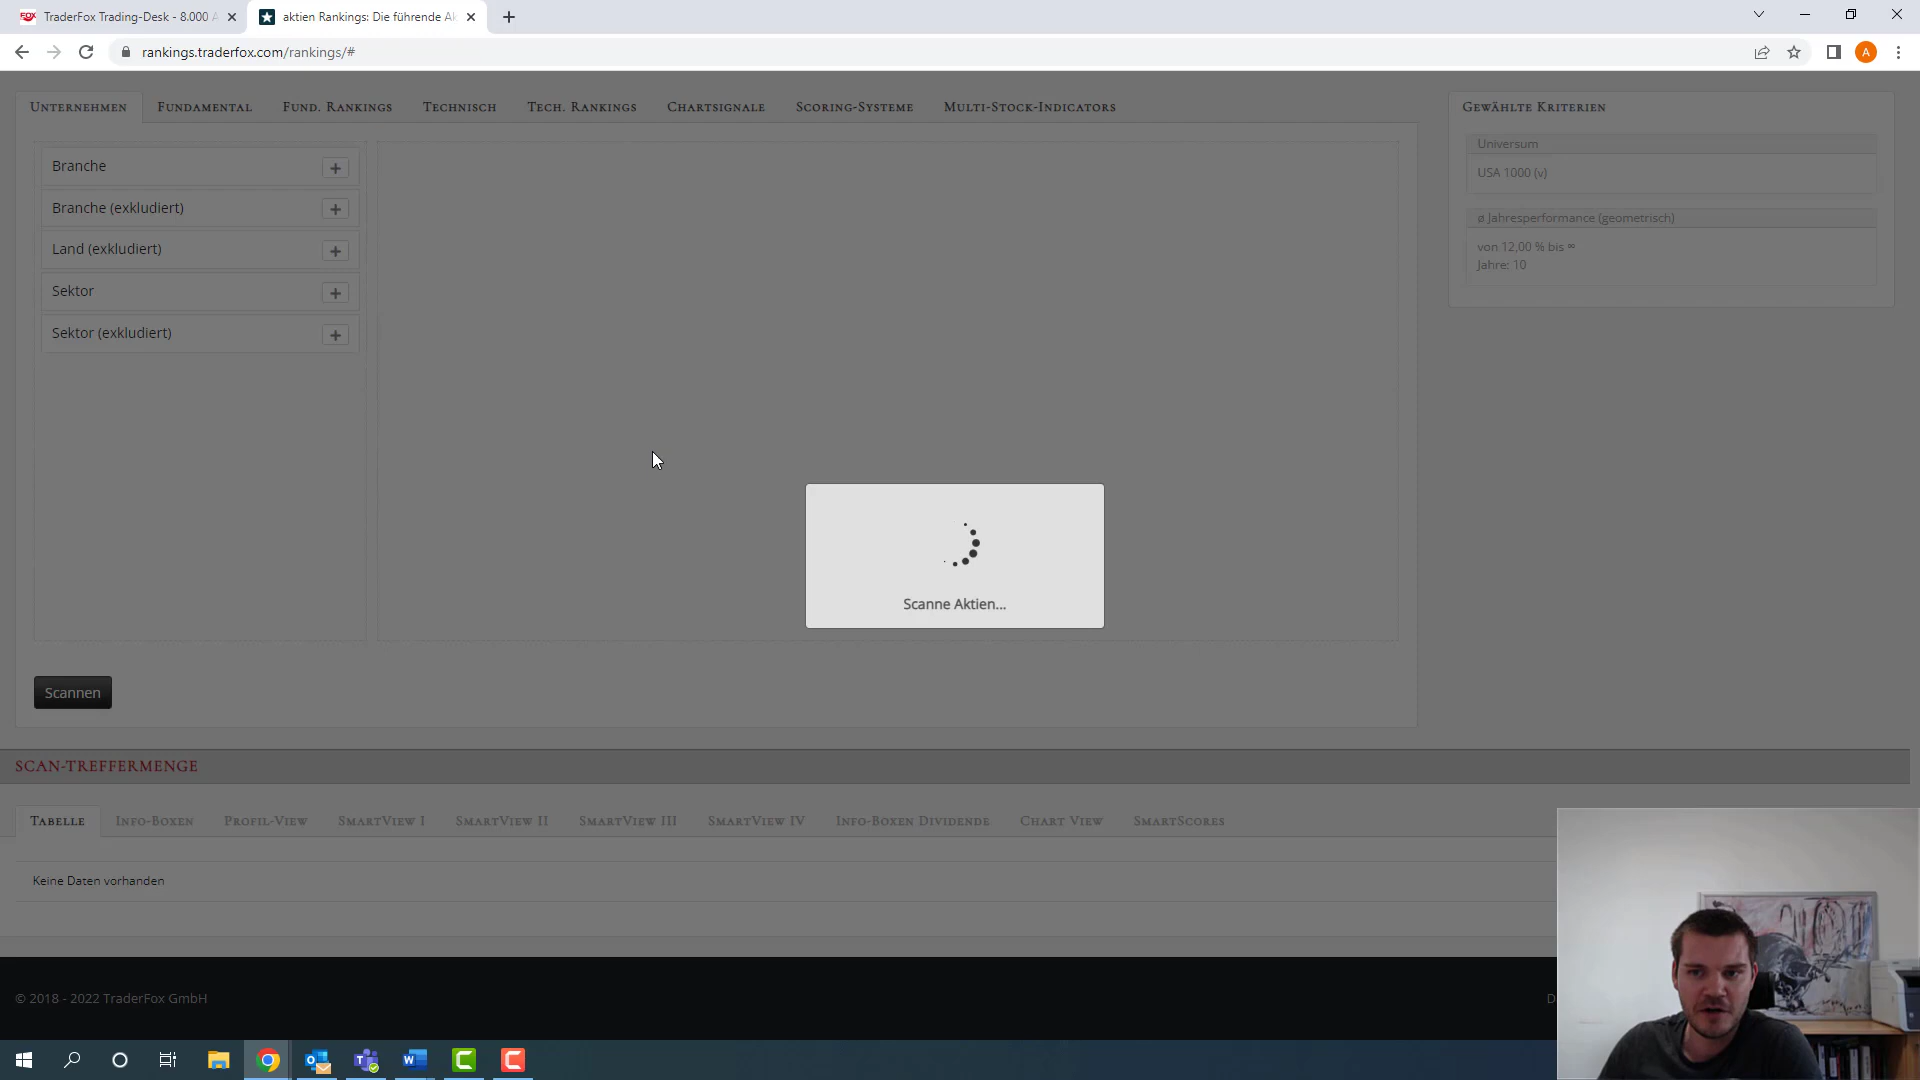 TraderFox Trading-Desk - 8.000 A
aktien Rankings: Die führende Ak
rankings.traderfox.com/rankings/#
A
Unternehmen
Fundamental
Fund. Rankings
Technisch
Tech. Rankings
Chartsignale
Scoring-Systeme
Multi-Stock-Indicators
Branche
Branche (exkludiert)
Land (exkludiert)
Sektor
Sektor (exkludiert)
Gewählte Kriterien
Universum
USA 1000 (v)
ø Jahresperformance (geometrisch)
von 12,00 % bis ∞
Jahre: 10
Scanne Aktien...
Scannen
SCAN-TREFFERMENGE
Tabelle
Info-Boxen
Profil-View
SmartView I
SmartView II
SmartView III
SmartView IV
Info-Boxen Dividende
Chart View
SmartScores
Keine Daten vorhanden
© 2018 - 2022 TraderFox GmbH
D